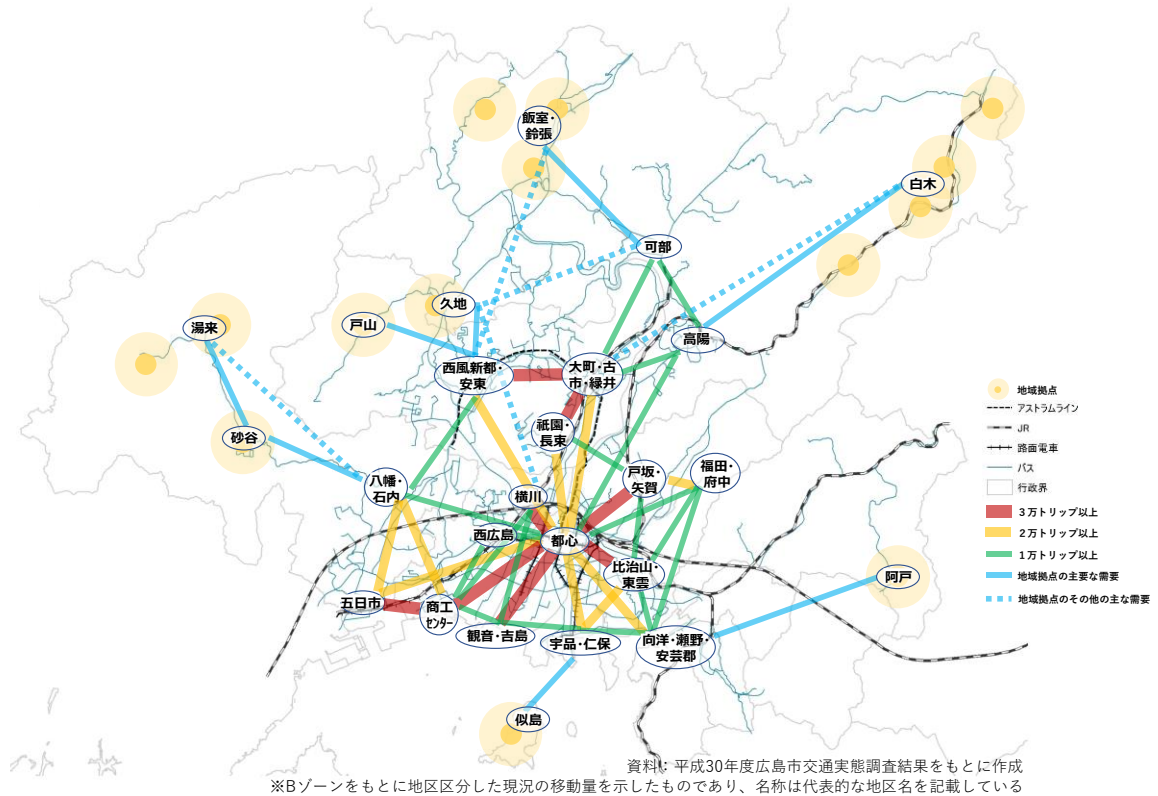 飯室・
鈴張
白木
可部
久地
戸山
湯来
高陽
西風新都・
安東
大町・古
市・緑井
祇園・
長束
砂谷
戸坂・
矢賀
福田・
府中
八幡・
石内
横川
西広島
都心
比治山・
東雲
阿戸
五日市
商工
センター
観音・吉島
宇品・仁保
向洋・瀬野・
安芸郡
似島
地域拠点
アストラムライン
JR
路面電車
バス
行政界
３万トリップ以上
２万トリップ以上
１万トリップ以上
地域拠点の主要な需要
地域拠点のその他の主な需要
資料：平成30年度広島市交通実態調査結果をもとに作成
※Bゾーンをもとに地区区分した現況の移動量を示したものであり、名称は代表的な地区名を記載している